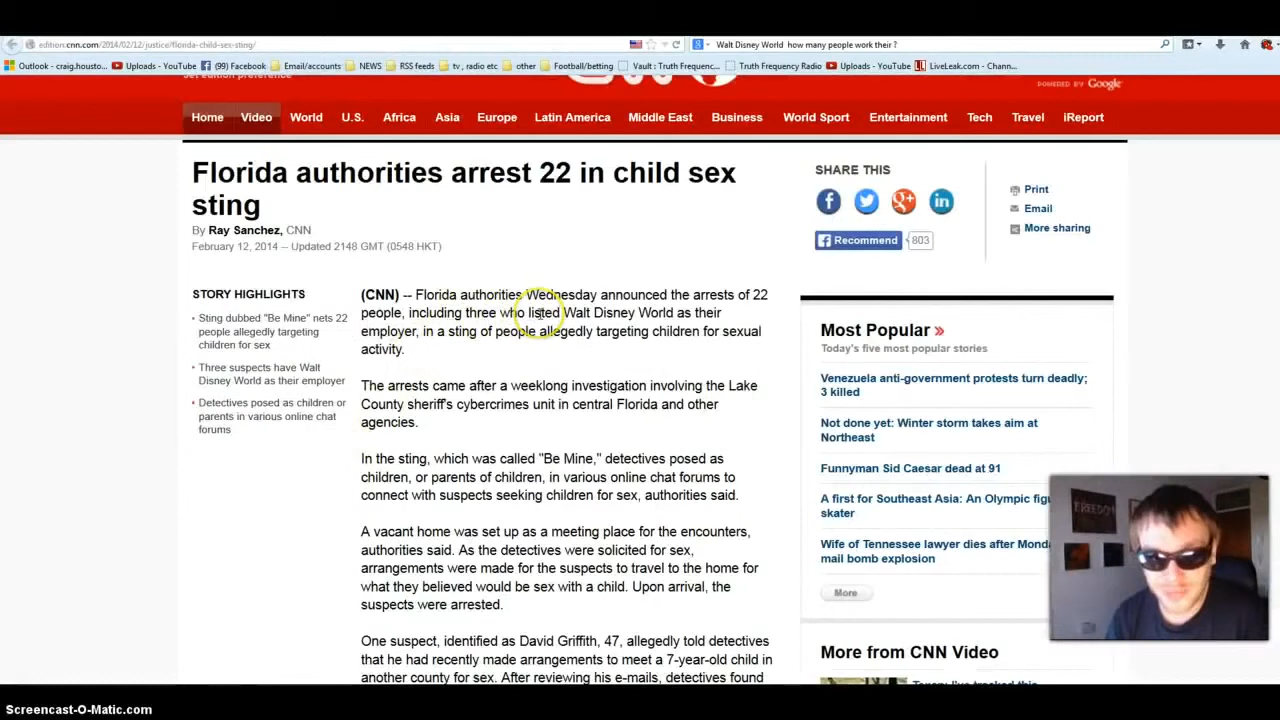 edition.cnn.com/2014/02/12/justice/florida-child-sex-sting/
Walt Disney World how many people work their ?
Outlook - craig.housto...
Uploads - YouTube
(99) Facebook
Email/accounts
NEWS
RSS feeds
tv , radio etc
other
Football/betting
Vault : Truth Frequenc...
Truth Frequency Radio
Uploads - YouTube
LiveLeak.com - Chann...
set edition preference
POWERED BY Google
Home
Video
World
U.S.
Africa
Asia
Europe
Latin America
Middle East
Business
World Sport
Entertainment
Tech
Travel
iReport
Florida authorities arrest 22 in child sex
sting
By Ray Sanchez, CNN
February 12, 2014 -- Updated 2148 GMT (0548 HKT)
SHARE THIS
Recommend
803
Print
Email
More sharing
STORY HIGHLIGHTS
Sting dubbed "Be Mine" nets 22
people allegedly targeting
children for sex
Three suspects have Walt
Disney World as their employer
Detectives posed as children or
parents in various online chat
forums
(CNN) -- Florida authorities Wednesday announced the arrests of 22
people, including three who listed Walt Disney World as their
employer, in a sting of people allegedly targeting children for sexual
activity.
The arrests came after a weeklong investigation involving the Lake
County sheriff's cybercrimes unit in central Florida and other
agencies.
In the sting, which was called "Be Mine," detectives posed as
children, or parents of children, in various online chat forums to
connect with suspects seeking children for sex, authorities said.
A vacant home was set up as a meeting place for the encounters,
authorities said. As the detectives were solicited for sex,
arrangements were made for the suspects to travel to the home for
what they believed would be sex with a child. Upon arrival, the
suspects were arrested.
One suspect, identified as David Griffith, 47, allegedly told detectives
that he had recently made arrangements to meet a 7-year-old child in
another county for sex. After reviewing his e-mails, detectives found
Most Popular »
Today's five most popular stories
Venezuela anti-government protests turn deadly;
3 killed
Not done yet: Winter storm takes aim at
Northeast
Funnyman Sid Caesar dead at 91
A first for Southeast Asia: An Olympic figu
skater
Wife of Tennessee lawyer dies after Monda
mail bomb explosion
More
FREEDOM
More from CNN Video
Screencast-O-Matic.com